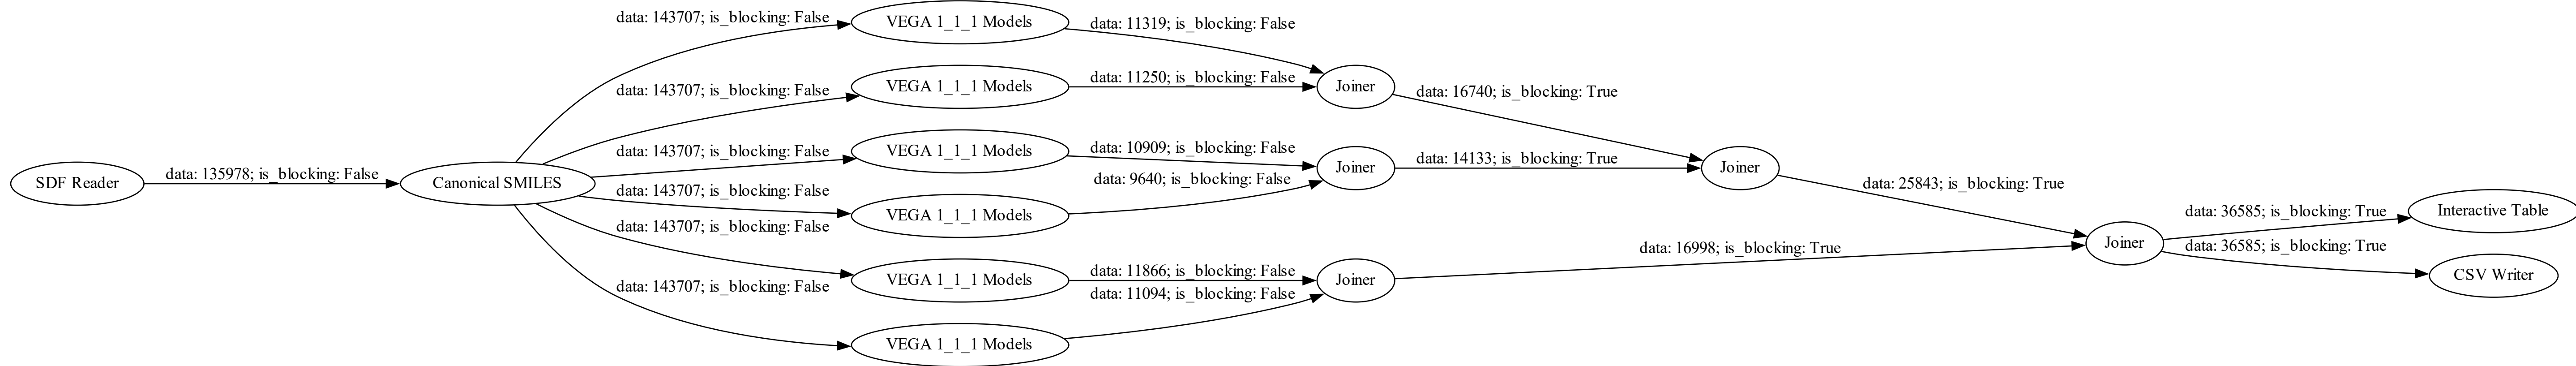 SDF Reader
data: 135978; is_blocking: False
Canonical SMILES
data: 143707; is_blocking: False
data: 143707; is_blocking: False
data: 143707; is_blocking: False
data: 143707; is_blocking: False
data: 143707; is_blocking: False
data: 143707; is_blocking: False
VEGA 1_1_1 Models
VEGA 1_1_1 Models
VEGA 1_1_1 Models
VEGA 1_1_1 Models
VEGA 1_1_1 Models
VEGA 1_1_1 Models
data: 11319; is_blocking: False
data: 11250; is_blocking: False
data: 10909; is_blocking: False
data: 9640; is_blocking: False
data: 11866; is_blocking: False
data: 11094; is_blocking: False
Joiner
Joiner
Joiner
data: 16740; is_blocking: True
data: 14133; is_blocking: True
data: 16998; is_blocking: True
Joiner
data: 25843; is_blocking: True
Joiner
data: 36585; is_blocking: True
data: 36585; is_blocking: True
Interactive Table
CSV Writer